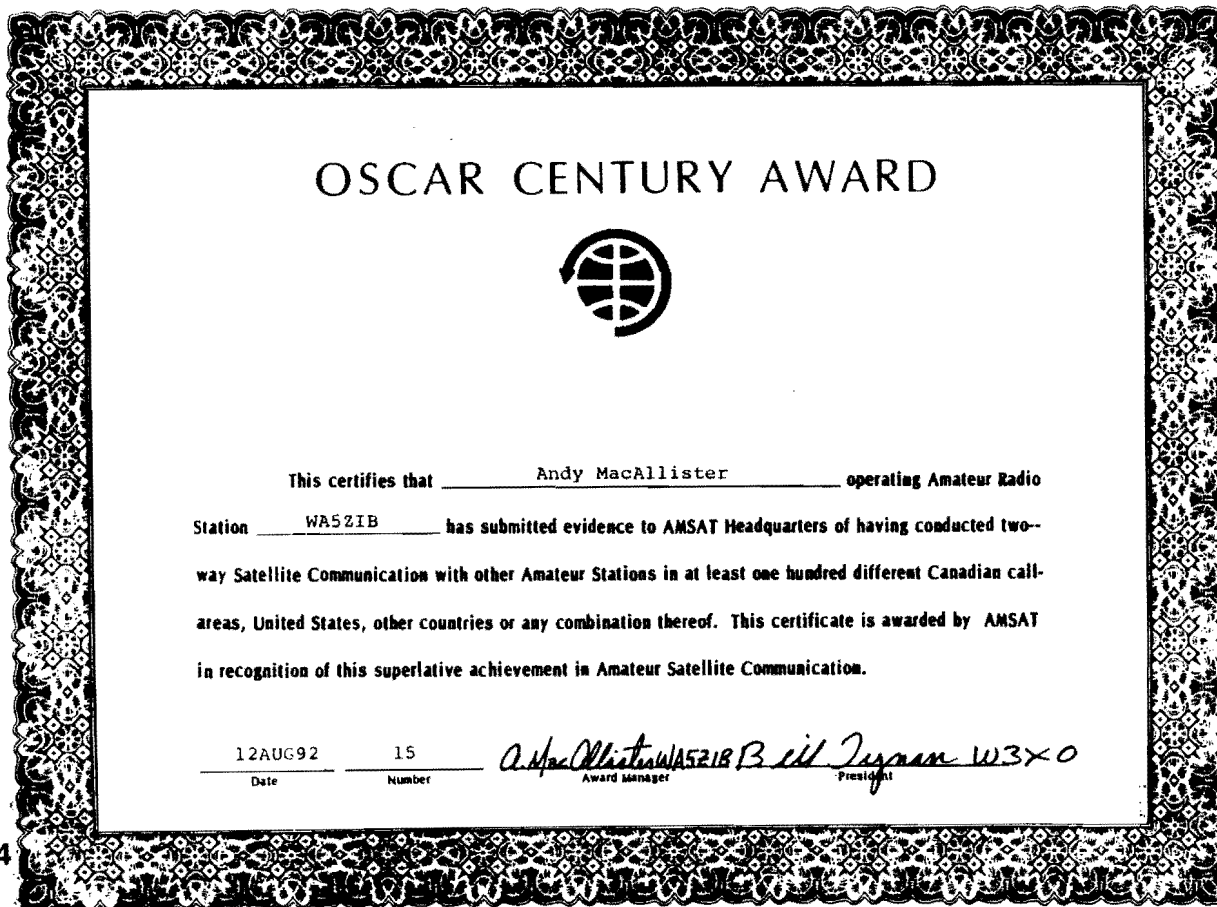 OSCAR CENTURY AWARD
This certifies that Andy MacAllister operating Amateur Radio
Station WA5ZIB has submitted evidence to AMSAT Headquarters of having conducted two--
way Satellite Communication with other Amateur Stations in at least one hundred different Canadian call-
areas, United States, other countries or any combination thereof. This certificate is awarded by AMSAT
in recognition of this superlative achievement in Amateur Satellite Communication.
12AUG92 15 A. MacAllister WA5ZIB Bill Tynan W3XO
Date Number Award Manager President
4